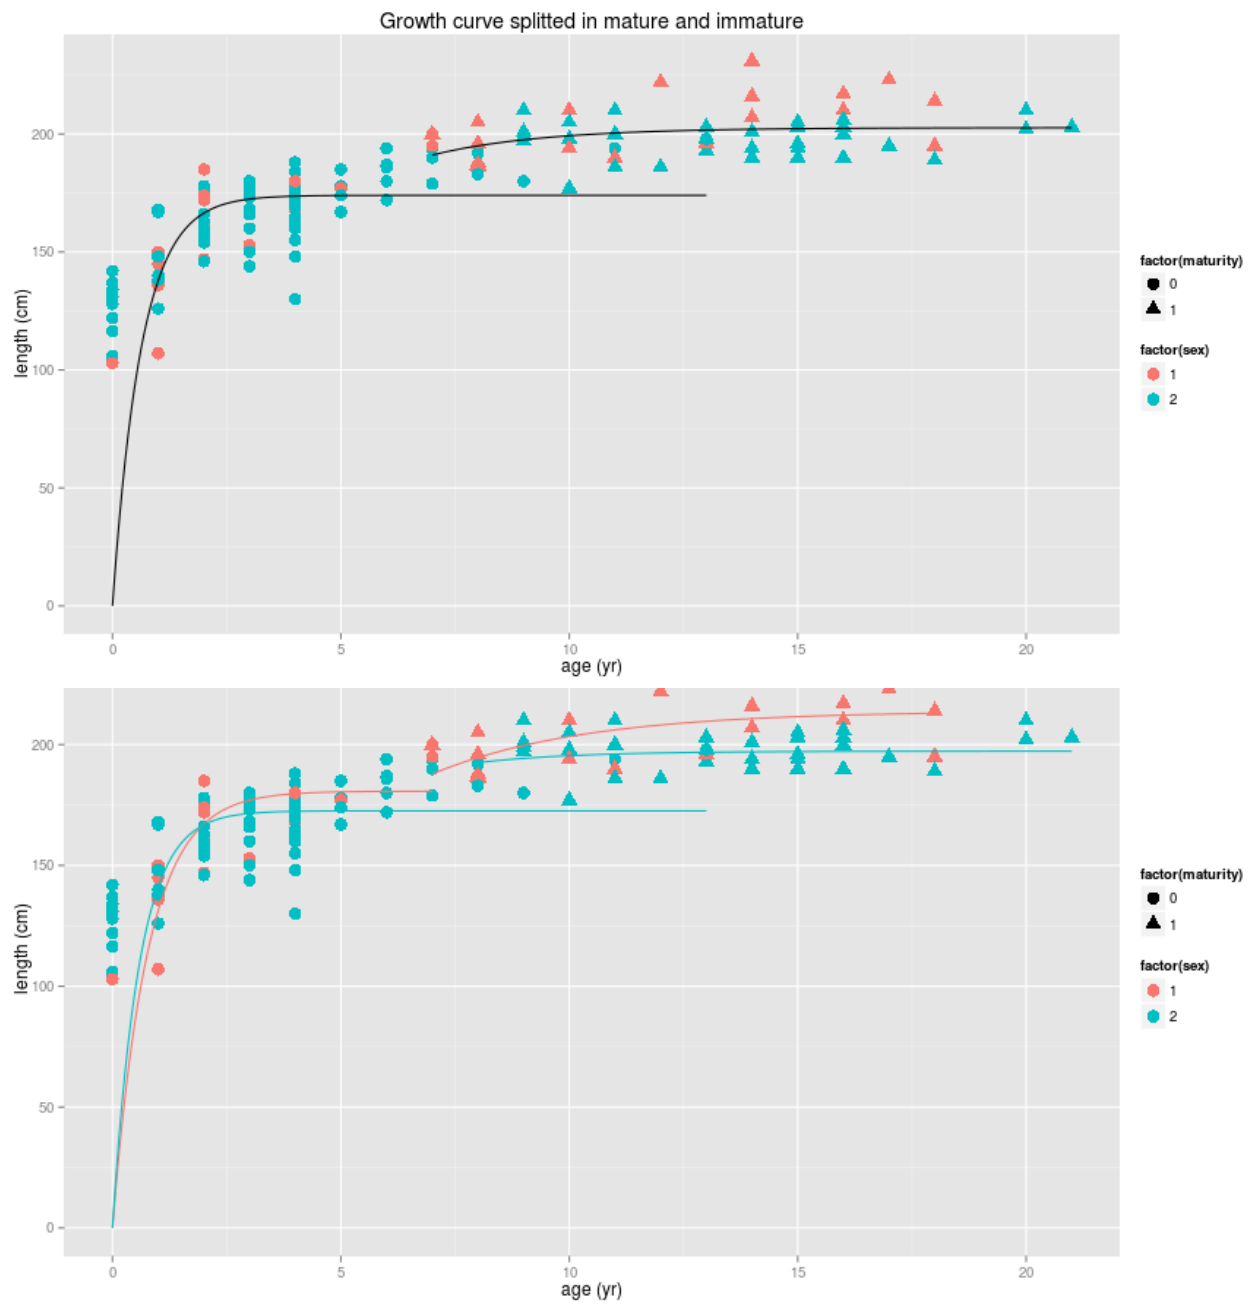 Growth curve splitted in mature and immature
200
150
100
50
0
length (cm)
0 5 10 15 20
age (yr)
factor(maturity)
0
1
factor(sex)
1
2
200
150
100
50
0
length (cm)
0 5 10 15 20
age (yr)
factor(maturity)
0
1
factor(sex)
1
2